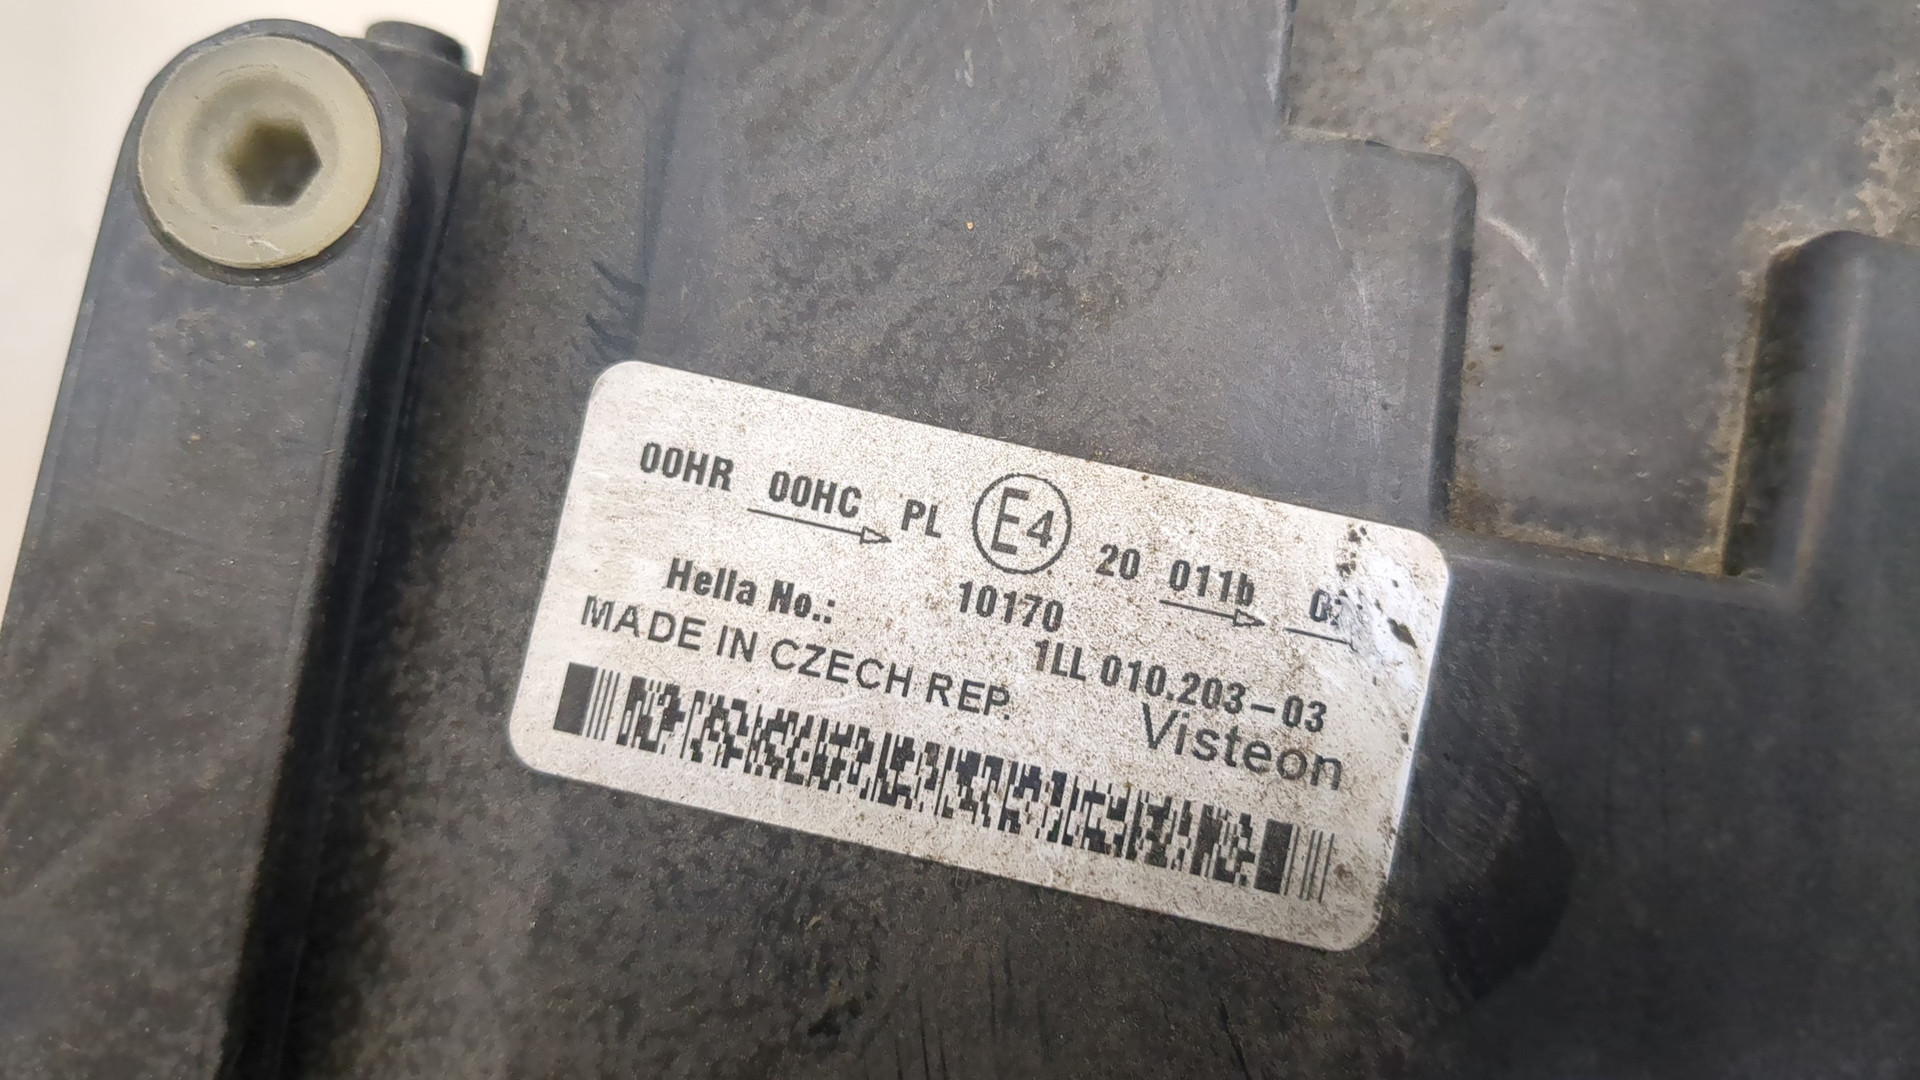 00HR 00HC PL E4 20 011b
10170
Hella No.: 1LL 010.203-03
MADE IN CZECH REP. Visteon